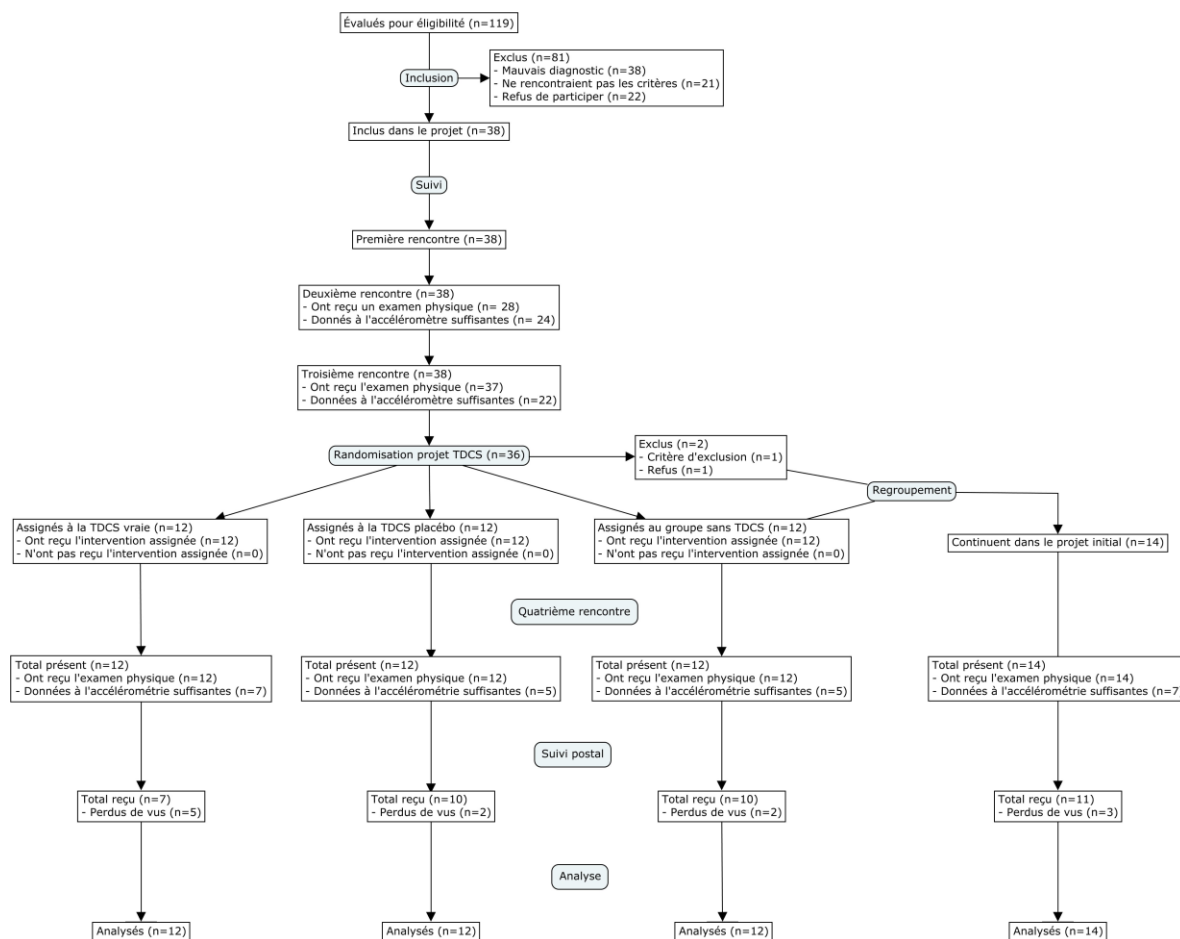 Évalués pour éligibilité (n=119)
Exclus (n=81)
- Mauvais diagnostic (n=38)
- Ne rencontraient pas les critères (n=21)
- Refus de participer (n=22)
Inclusion
Inclus dans le projet (n=38)
Suivi
Première rencontre (n=38)
Deuxième rencontre (n=38)
- Ont reçu un examen physique (n= 28)
- Donnés à l'accéléromètre suffisantes (n= 24)
Troisième rencontre (n=38)
- Ont reçu l'examen physique (n=37)
- Données à l'accéléromètre suffisantes (n=22)
Randomisation projet TDCS (n=36)
Exclus (n=2)
- Critère d'exclusion (n=1)
- Refus (n=1)
Regroupement
Assignés à la TDCS vraie (n=12)
- Ont reçu l'intervention assignée (n=12)
- N'ont pas reçu l'intervention assignée (n=0)
Assignés à la TDCS placébo (n=12)
- Ont reçu l'intervention assignée (n=12)
- N'ont pas reçu l'intervention assignée (n=0)
Assignés au groupe sans TDCS (n=12)
- Ont reçu l'intervention assignée (n=12)
- N'ont pas reçu l'intervention assignée (n=0)
Continuent dans le projet initial (n=14)
Quatrième rencontre
Total présent (n=12)
- Ont reçu l'examen physique (n=12)
- Données à l'accélérométrie suffisantes (n=7)
Total présent (n=12)
- Ont reçu l'examen physique (n=12)
- Données à l'accélérométrie suffisantes (n=5)
Total présent (n=12)
- Ont reçu l'examen physique (n=12)
- Données à l'accélérométrie suffisantes (n=5)
Total présent (n=14)
- Ont reçu l'examen physique (n=14)
- Données à l'accélérométrie suffisantes (n=7)
Suivi postal
Total reçu (n=7)
- Perdus de vus (n=5)
Total reçu (n=10)
- Perdus de vus (n=2)
Total reçu (n=10)
- Perdus de vus (n=2)
Total reçu (n=11)
- Perdus de vus (n=3)
Analyse
Analysés (n=12)
Analysés (n=12)
Analysés (n=12)
Analysés (n=14)